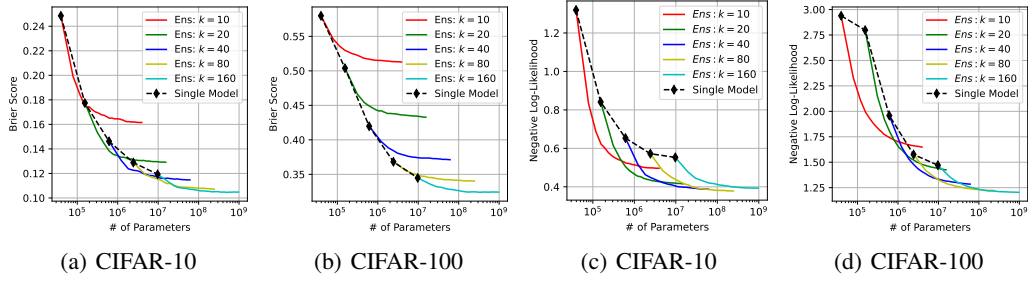 0.24
0.22
0.20
0.18
0.16
0.14
0.12
0.10
Brier Score
Ens: k = 10
Ens: k = 20
Ens: k = 40
Ens: k = 80
Ens: k = 160
Single Model
10^5 10^6 10^7 10^8 10^9
# of Parameters
(a) CIFAR-10
0.55
0.50
0.45
0.40
0.35
Brier Score
Ens: k = 10
Ens: k = 20
Ens: k = 40
Ens: k = 80
Ens: k = 160
Single Model
10^5 10^6 10^7 10^8 10^9
# of Parameters
(b) CIFAR-100
1.2
1.0
0.8
0.6
0.4
Negative Log-Likelihood
Ens : k = 10
Ens : k = 20
Ens : k = 40
Ens : k = 80
Ens : k = 160
Single Model
10^5 10^6 10^7 10^8 10^9
# of Parameters
(c) CIFAR-10
3.00
2.75
2.50
2.25
2.00
1.75
1.50
1.25
Negative Log-Likelihood
Ens : k = 10
Ens : k = 20
Ens : k = 40
Ens : k = 80
Ens : k = 160
Single Model
10^5 10^6 10^7 10^8 10^9
# of Parameters
(d) CIFAR-100